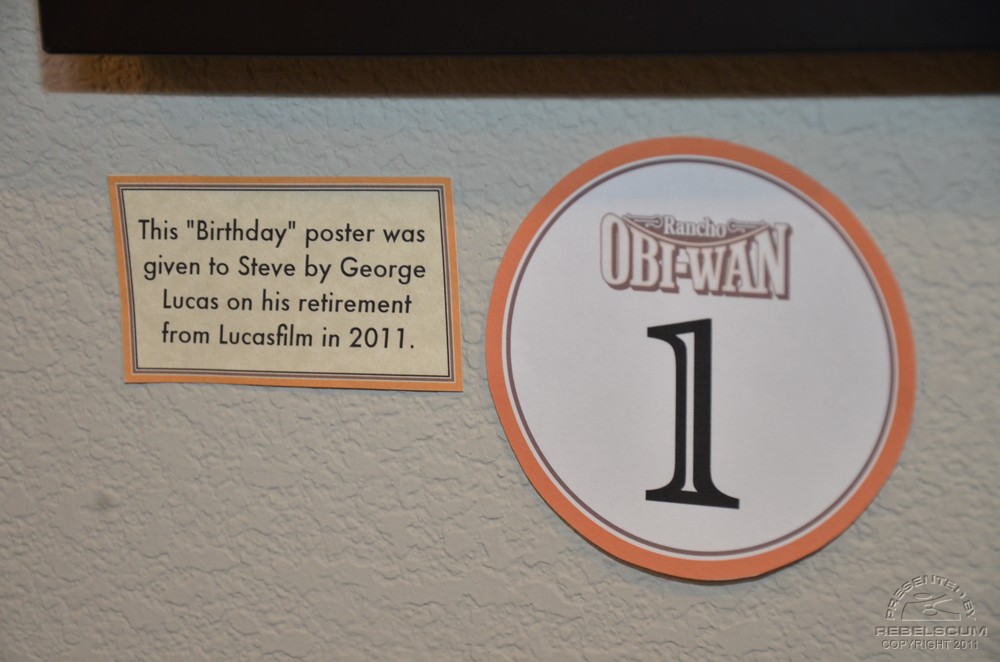 This "Birthday" poster was
given to Steve by George
Lucas on his retirement
from Lucasfilm in 2011.
Rancho
OBI-WAN
1
PRESENTED BY
REBELSCUM
COPYRIGHT 2011